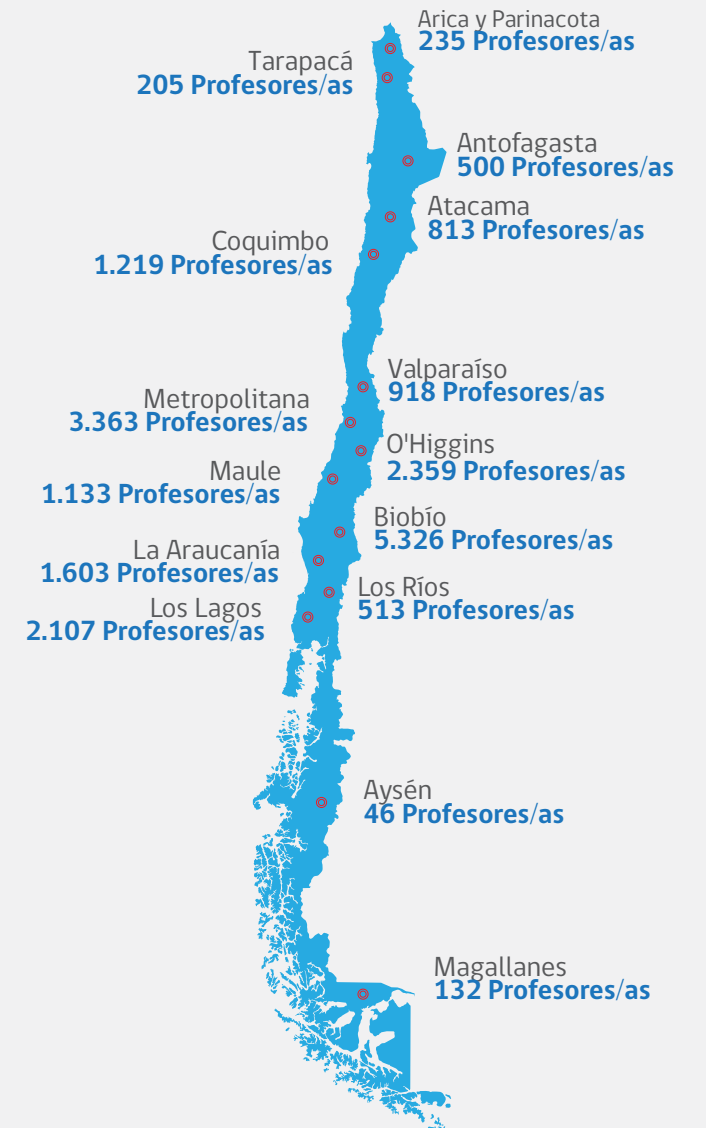 Arica y Parinacota
235 Profesores/as
Tarapacá
205 Profesores/as
Antofagasta
500 Profesores/as
Atacama
813 Profesores/as
Coquimbo
1.219 Profesores/as
Valparaíso
918 Profesores/as
Metropolitana
3.363 Profesores/as
O'Higgins
2.359 Profesores/as
Maule
1.133 Profesores/as
Biobío
5.326 Profesores/as
La Araucanía
1.603 Profesores/as
Los Ríos
513 Profesores/as
Los Lagos
2.107 Profesores/as
Aysén
46 Profesores/as
Magallanes
132 Profesores/as